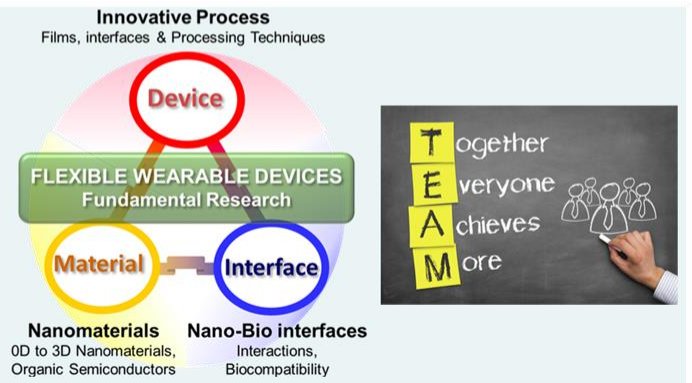 Innovative Process
Films, interfaces & Processing Techniques
Device
FLEXIBLE WEARABLE DEVICES
Fundamental Research
Material
Interface
Nanomaterials
0D to 3D Nanomaterials,
Organic Semiconductors
Nano-Bio interfaces
Interactions,
Biocompatibility
Together
Everyone
Achieves
More